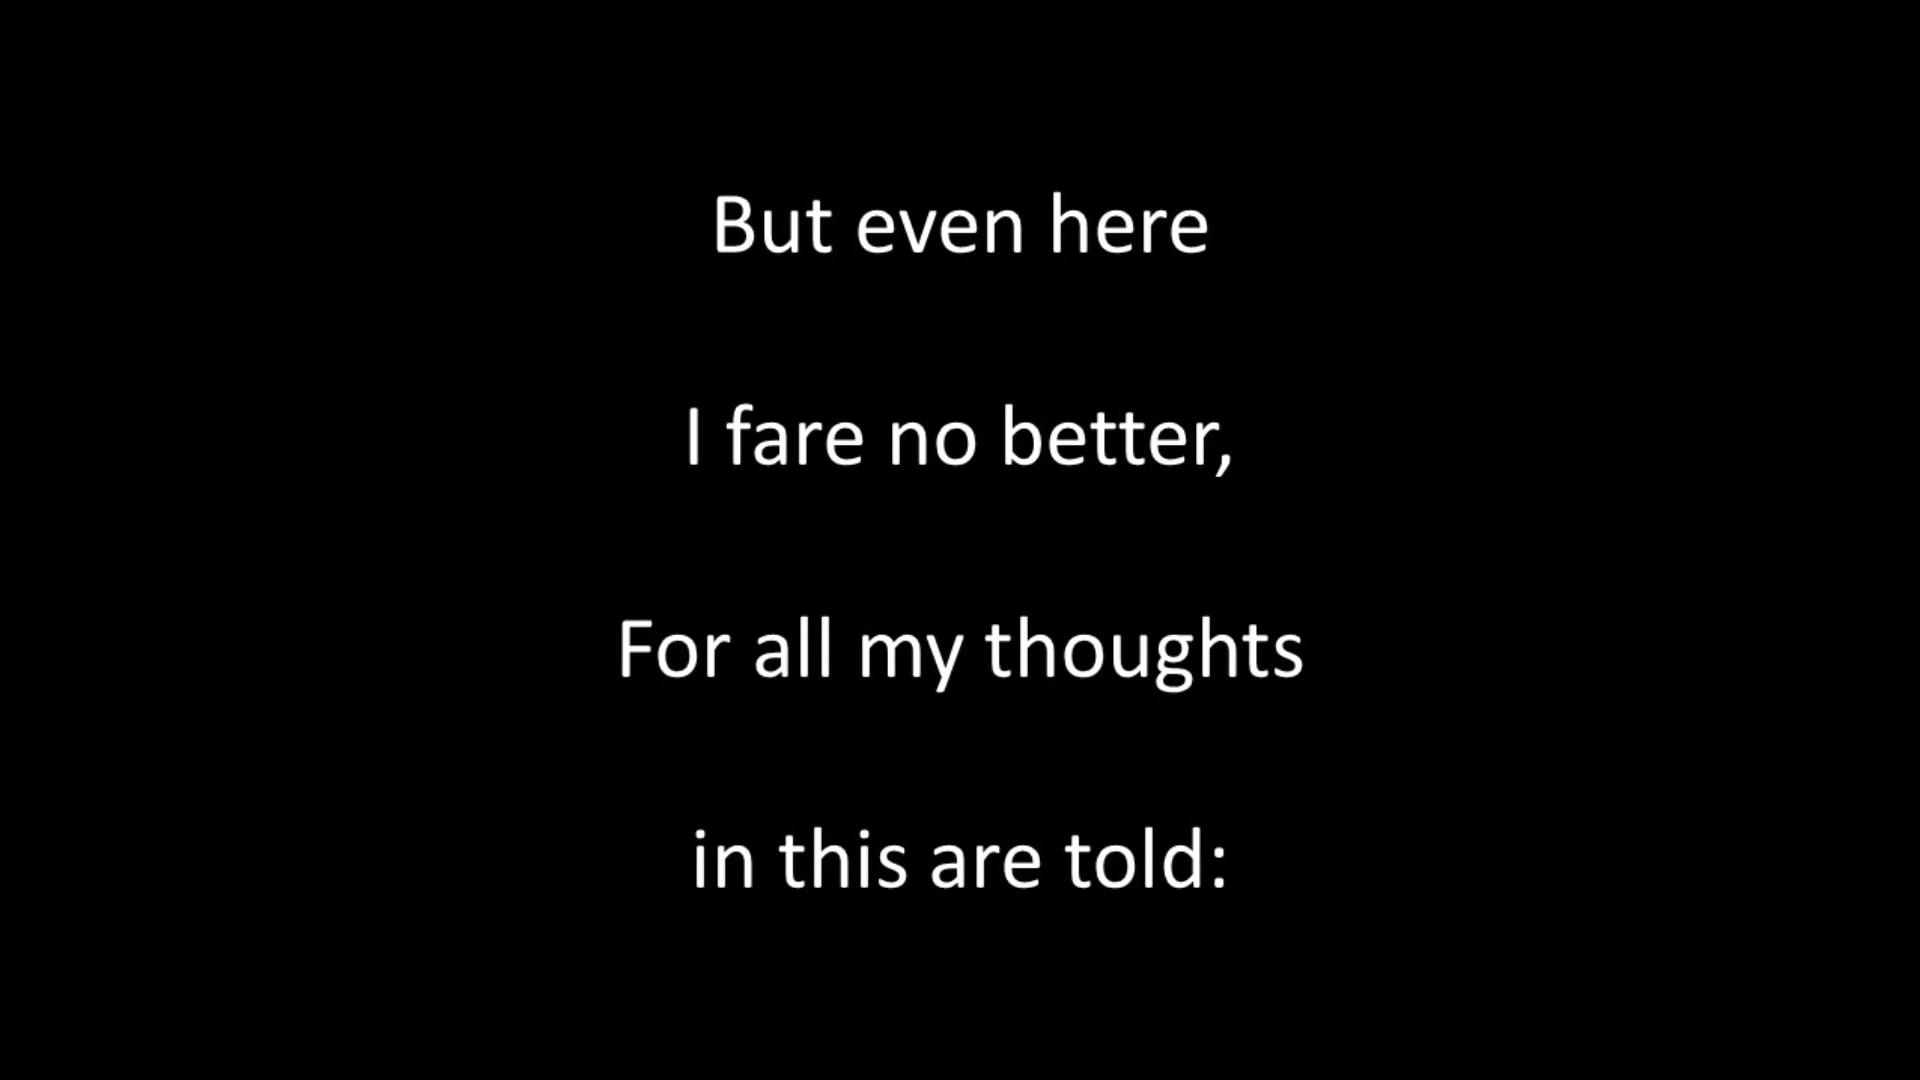 But even here
I fare no better,
For all my thoughts
in this are told: